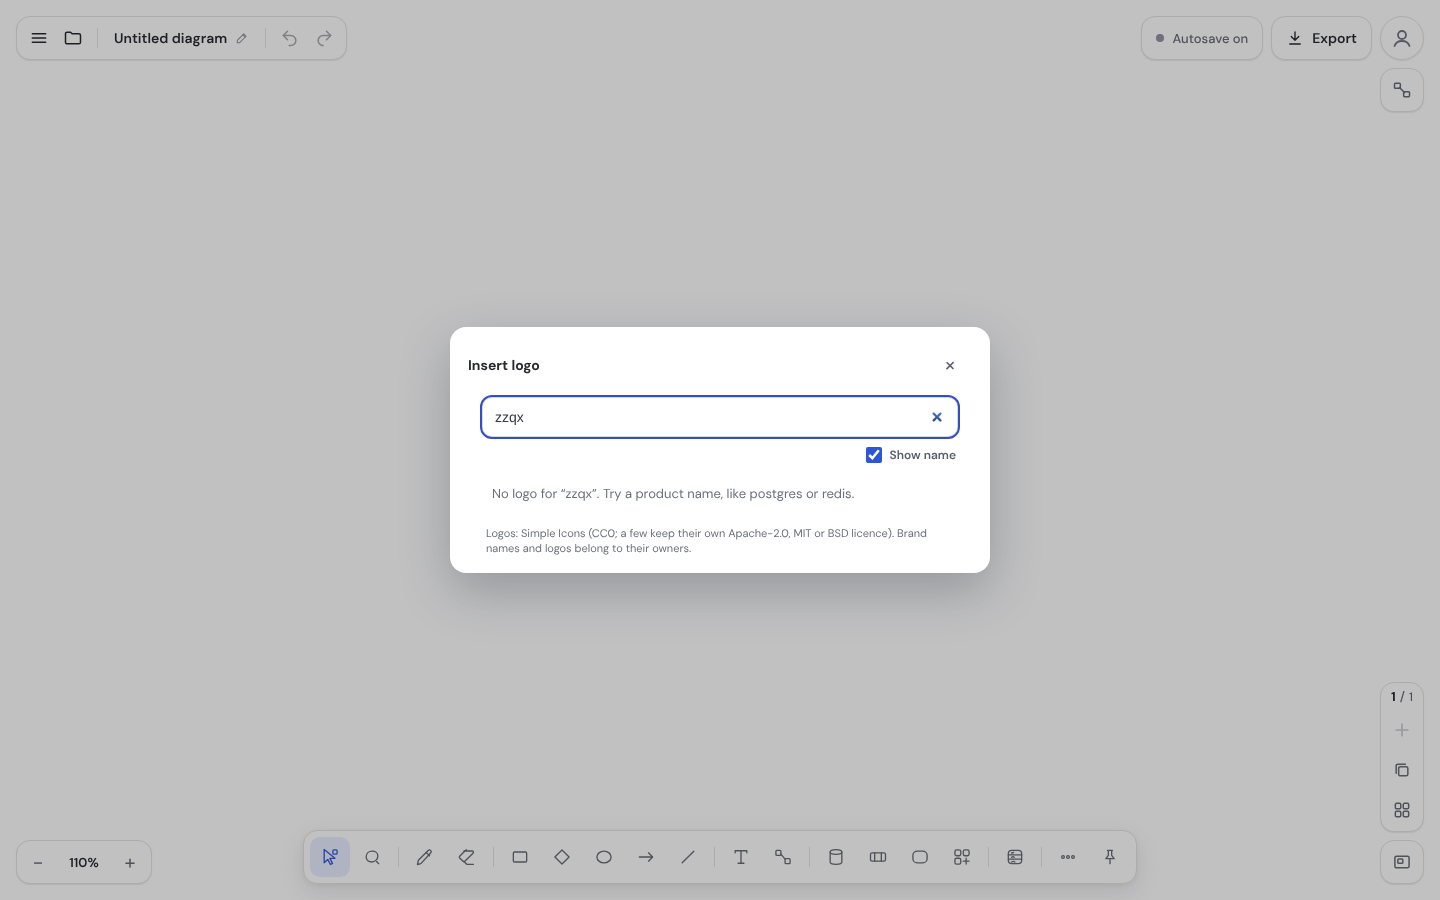 Untitled diagram
Autosave on
Export
Insert logo
zzqx
Show name
No logo for “zzqx”. Try a product name, like postgres or redis.
Logos: Simple Icons (CC0; a few keep their own Apache-2.0, MIT or BSD licence). Brand
names and logos belong to their owners.
1 / 1
110%